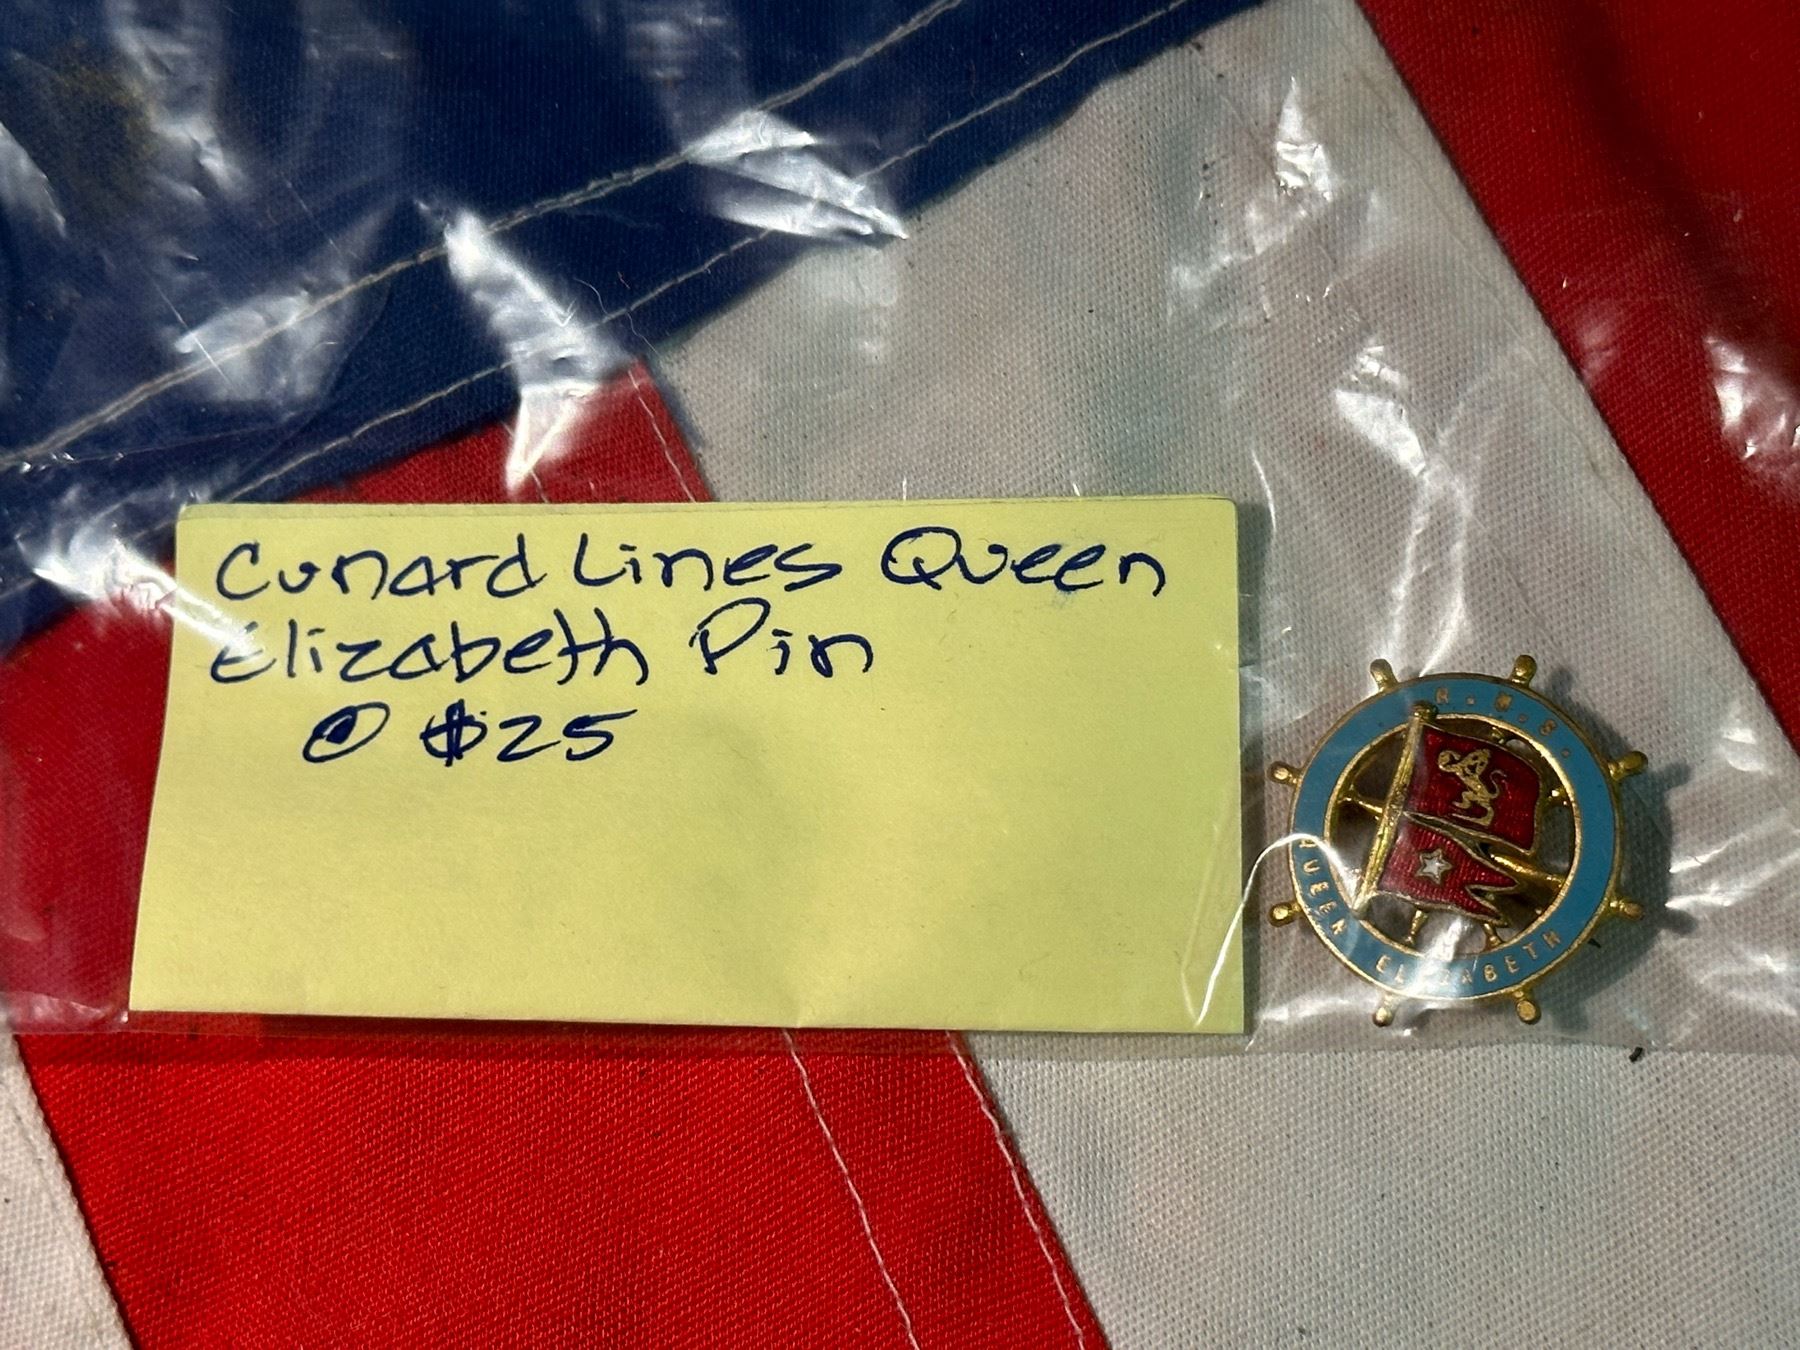 Cunard Lines Queen
Elizabeth Pin
@ $25
R.M.S.
QUEEN ELIZABETH